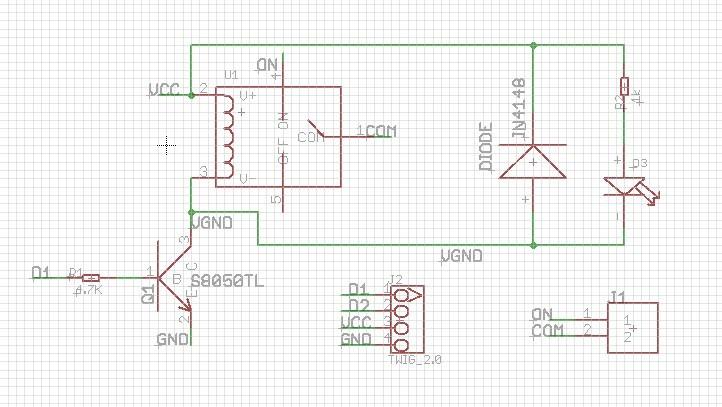 U1
ON
4
VCC
2
V+
+
OFF ON
COM
1
COM
3
V-
5
DIODE
IN4148
+
+
R2
1k
+
D3
-
VGND
VGND
3
C
D1
R1
4.7K
1
B
S8050TL
Q1
E
2
GND
J2
D1
1
D2
2
VCC
3
GND
4
TWIG_2.0
J1
ON
1
1
+
COM
2
2